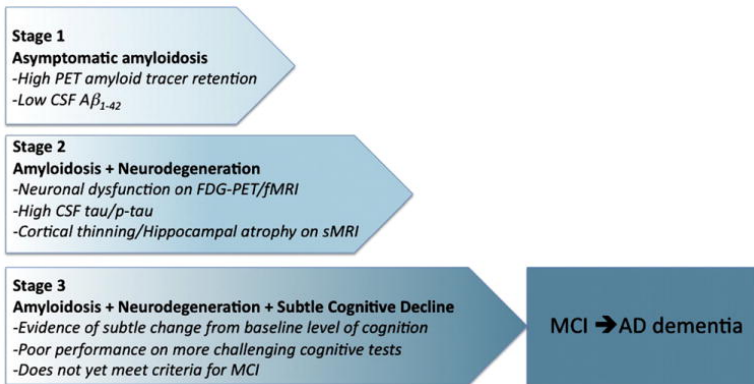 Stage 1
Asymptomatic amyloidosis
-High PET amyloid tracer retention
-Low CSF Aβ1-42
Stage 2
Amyloidosis + Neurodegeneration
-Neuronal dysfunction on FDG-PET/fMRI
-High CSF tau/p-tau
-Cortical thinning/Hippocampal atrophy on sMRI
Stage 3
Amyloidosis + Neurodegeneration + Subtle Cognitive Decline
-Evidence of subtle change from baseline level of cognition
-Poor performance on more challenging cognitive tests
-Does not yet meet criteria for MCI
MCI ➔ AD dementia